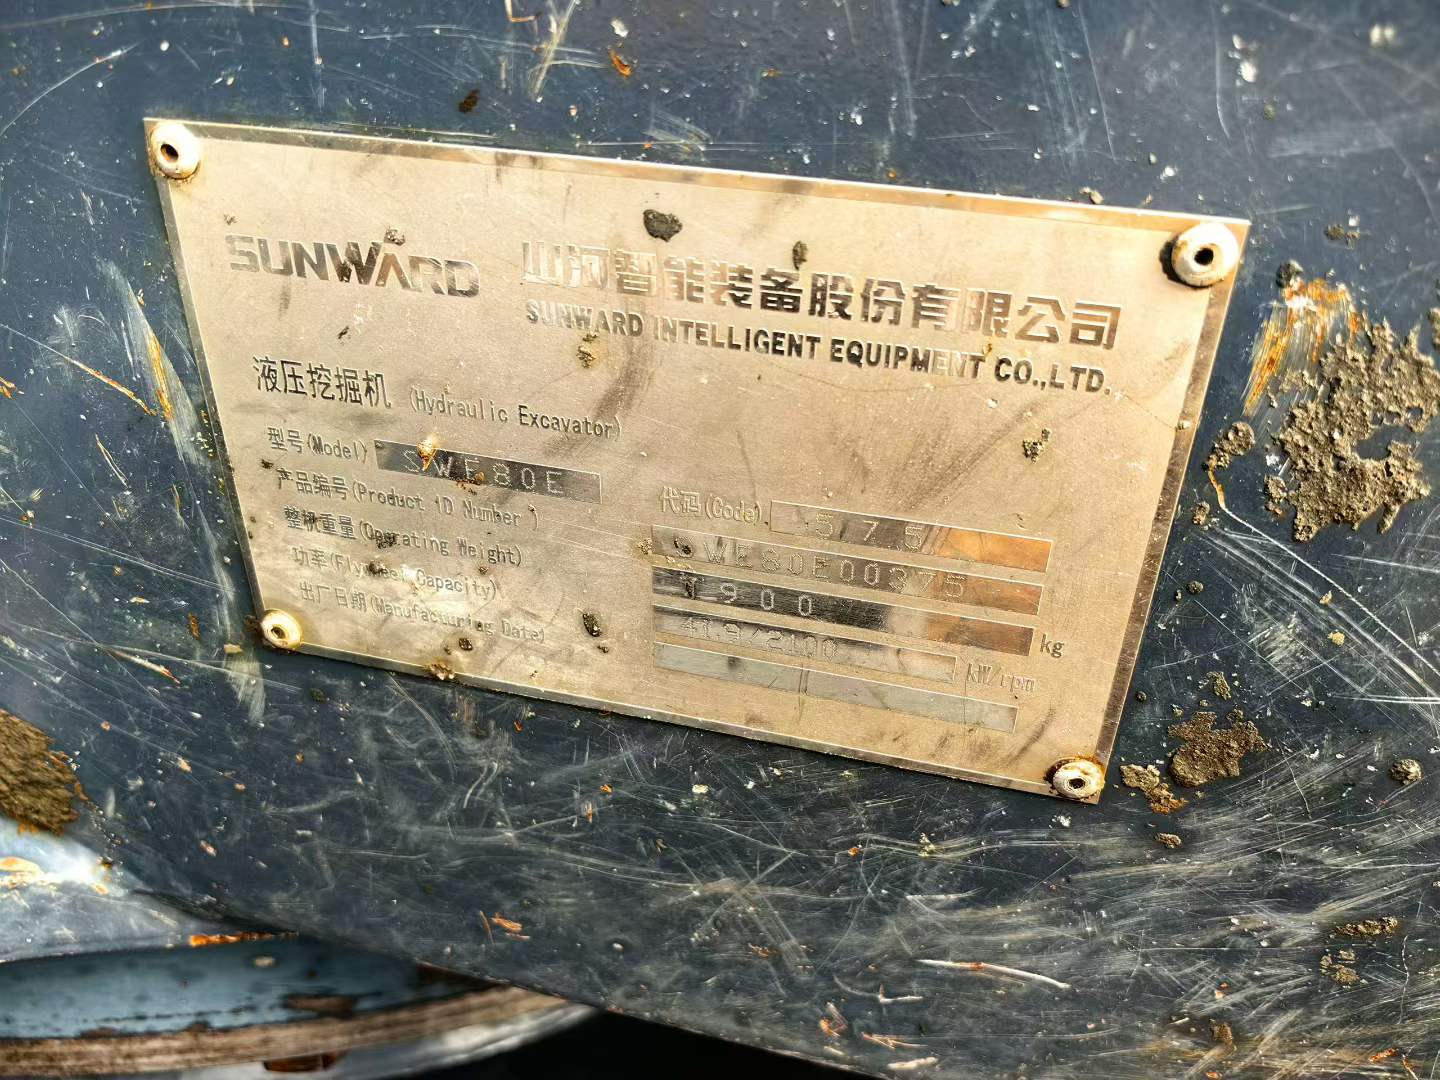 SUNWARD 山河智能装备股份有限公司
SUNWARD INTELLIGENT EQUIPMENT CO.,LTD.
液压挖掘机 (Hydraulic Excavator)
型号(Model) SWE80E 代码(Code) 575
产品编号(Product ID Number) SWE80E00375
整机重量(Operating Weight) 7900 kg
功率(Flywheel Capacity) 41.9/2100 kW/rpm
出厂日期(Manufacturing Date)